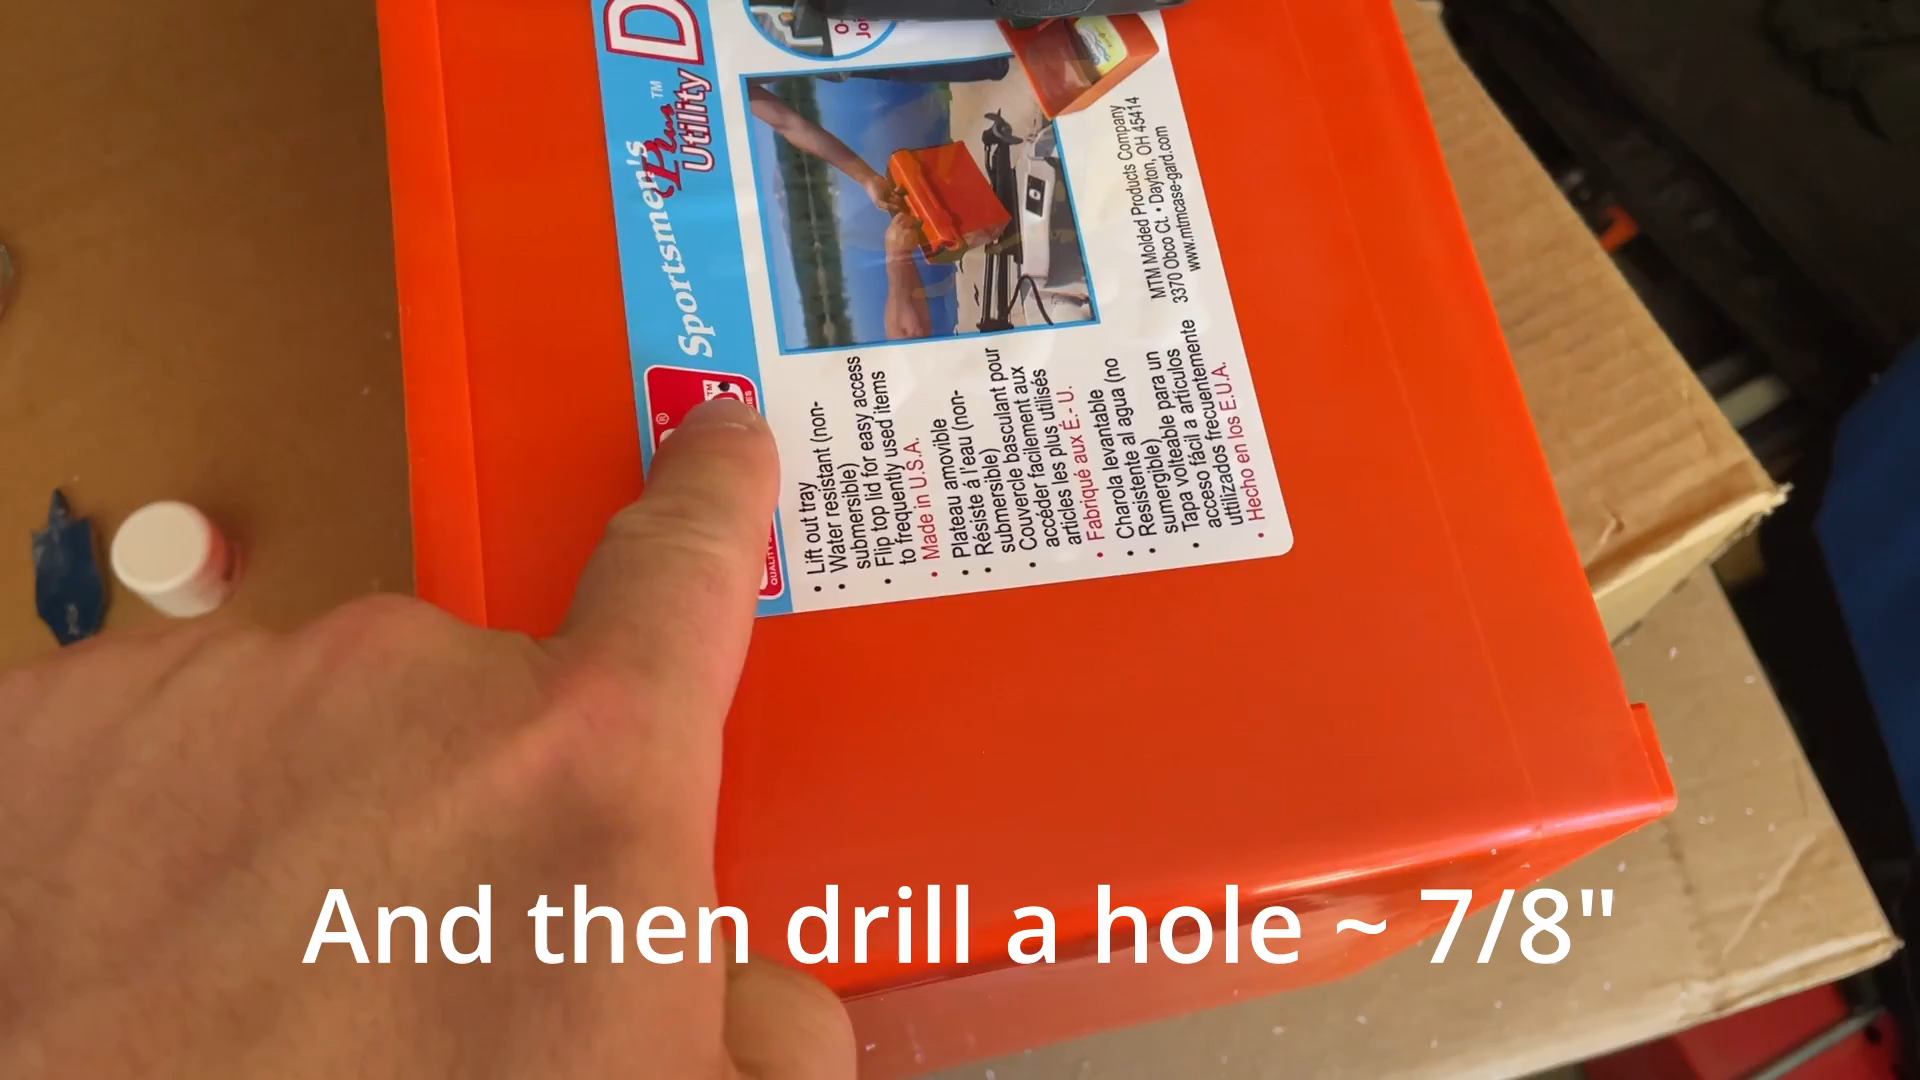 Sportsmen's
Plus™
Utility
D
®
™
QUALITY
• Lift out tray
• Water resistant (non-
submersible)
• Flip top lid for easy access
to frequently used items
• Made in U.S.A.
• Plateau amovible
• Résiste á l'eau (non-
submersible)
• Couvercle basculant pour
accéder facilement aux
articles les plus utilisés
• Fabriqué aux É.- U.
• Charola levantable
• Resistente al agua (no
sumergible)
• Tapa volteable para un
acceso fácil a artículos
utilizados frecuentemente
• Hecho en los E.U.A.
MTM Molded Products Company
3370 Obco Ct. • Dayton, OH 45414
www.mtmcase-gard.com
And then drill a hole ~ 7/8"